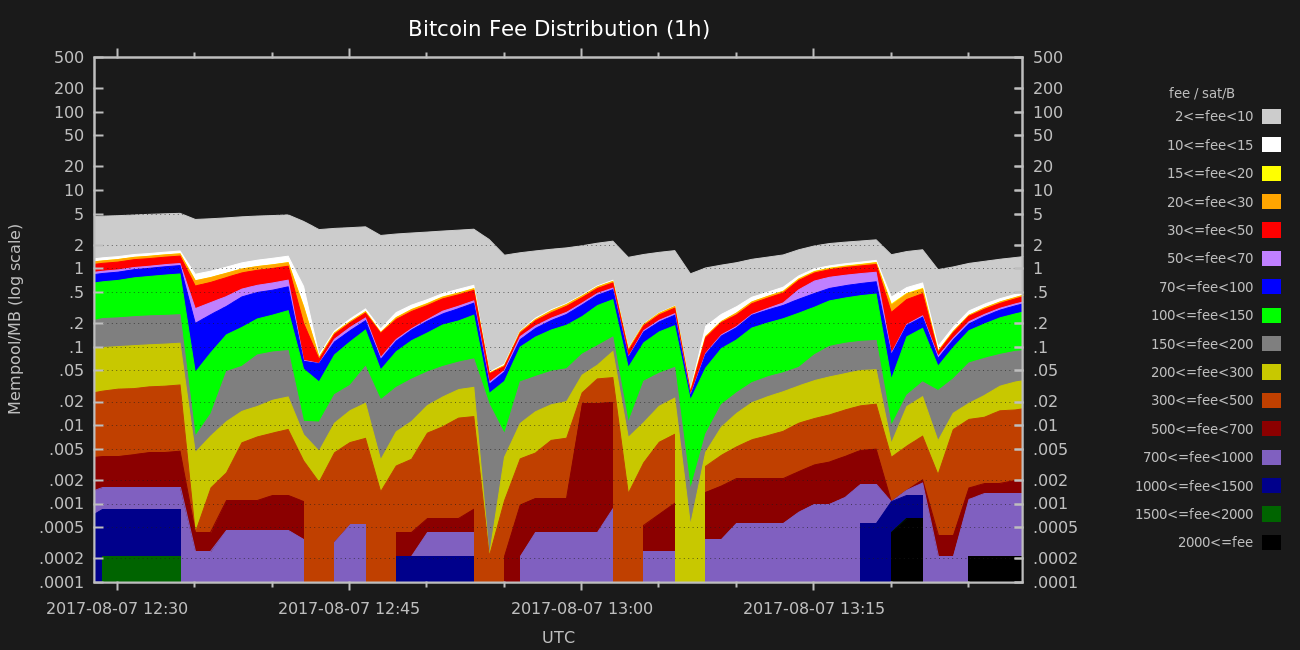 Bitcoin Fee Distribution (1h)
500 500
200 200
100 100
50 50
20 20
10 10
5 5
2 2
1 1
.5 .5
.2 .2
.1 .1
.05 .05
.02 .02
.01 .01
.005 .005
.002 .002
.001 .001
.0005 .0005
.0002 .0002
.0001 .0001
Mempool/MB (log scale)
2017-08-07 12:30 2017-08-07 12:45 2017-08-07 13:00 2017-08-07 13:15
UTC
fee / sat/B
2<=fee<10
10<=fee<15
15<=fee<20
20<=fee<30
30<=fee<50
50<=fee<70
70<=fee<100
100<=fee<150
150<=fee<200
200<=fee<300
300<=fee<500
500<=fee<700
700<=fee<1000
1000<=fee<1500
1500<=fee<2000
2000<=fee